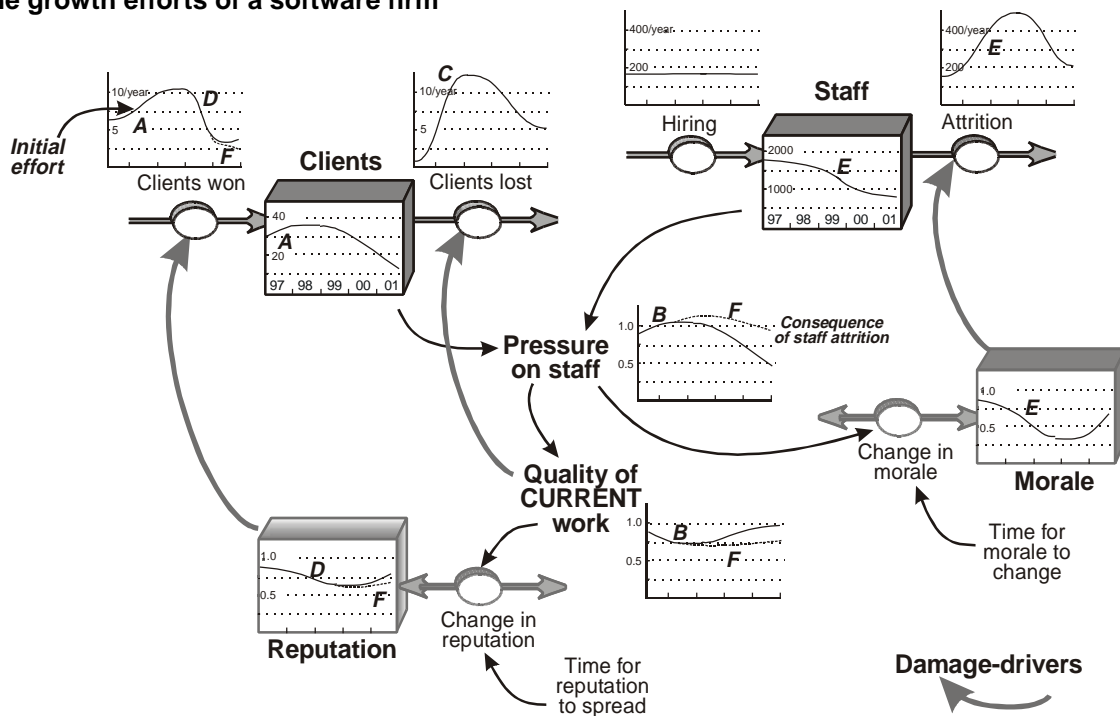 e growth efforts of a software firm
10/year
5
A
D
F
Initial
effort
Clients won
Clients
40
20
A
97 98 99 00 01
C
10/year
5
Clients lost
400/year
200
Hiring
Staff
2000
1000
E
97 98 99 00 01
400/year
200
E
Attrition
Pressure
on staff
1.0
0.5
B
F
Consequence
of staff attrition
Quality of
CURRENT
work
1.0
0.5
B
F
Change in
morale
1.0
0.5
E
Morale
Time for
morale to
change
1.0
0.5
D
F
Reputation
Change in
reputation
Time for
reputation
to spread
Damage-drivers